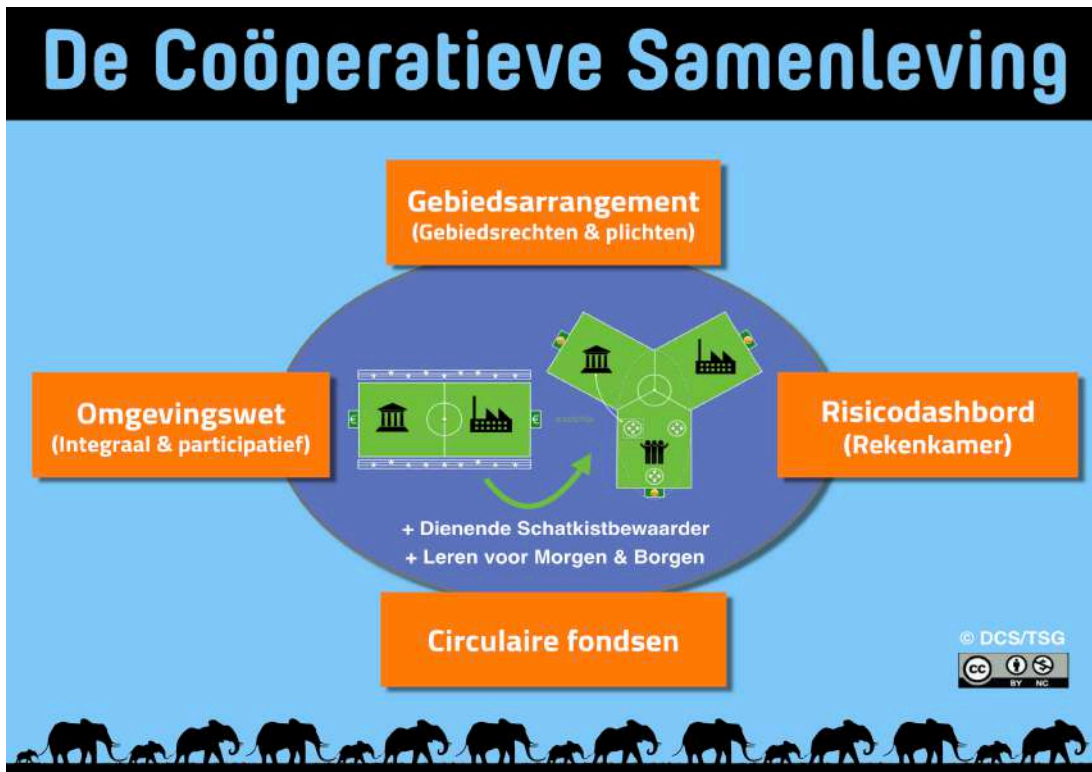 De Coöperatieve Samenleving
Gebiedsarrangement
(Gebiedsrechten & plichten)
Omgevingswet
(Integraal & participatief)
Risicodashbord
(Rekenkamer)
€
€
+ Dienende Schatkistbewaarder
+ Leren voor Morgen & Borgen
Circulaire fondsen
© DCS/TSG
cc
BY NC